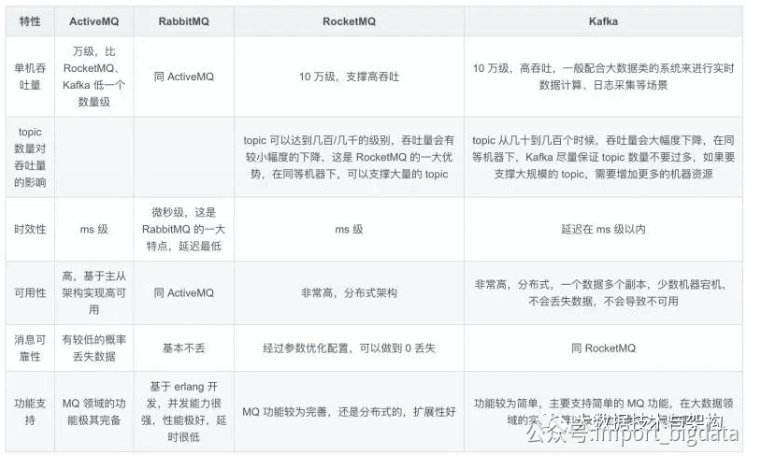 特性 ActiveMQ RabbitMQ RocketMQ Kafka
单机吞
吐量
万级，比
RocketMQ、
Kafka 低一个
数量级
同 ActiveMQ
10 万级，支撑高吞吐
10 万级，高吞吐，一般配合大数据类的系统来进行实时
数据计算、日志采集等场景
topic
数量对
吞吐量
的影响
topic 可以达到几百/几千的级别，吞吐量会有
较小幅度的下降，这是 RocketMQ 的一大优
势，在同等机器下，可以支撑大量的 topic
topic 从几十到几百个时候，吞吐量会大幅度下降，在同
等机器下，Kafka 尽量保证 topic 数量不要过多，如果要
支撑大规模的 topic，需要增加更多的机器资源
时效性
ms 级
微秒级，这是
RabbitMQ 的一大
特点，延迟最低
ms 级
延迟在 ms 级以内
可用性
高，基于主从
架构实现高可
用
同 ActiveMQ
非常高，分布式架构
非常高，分布式，一个数据多个副本，少数机器宕机，
不会丢失数据，不会导致不可用
消息可
靠性
有较低的概率
丢失数据
基本不丢
经过参数优化配置，可以做到 0 丢失
同 RocketMQ
功能支
持
MQ 领域的功
能极其完备
基于 erlang 开
发，并发能力很
强，性能极好，延
时很低
MQ 功能较为完善，还是分布式的，扩展性好
功能较为简单，主要支持简单的 MQ 功能，在大数据领
域的实
大数据技术与架构
公众号:import_bigdata